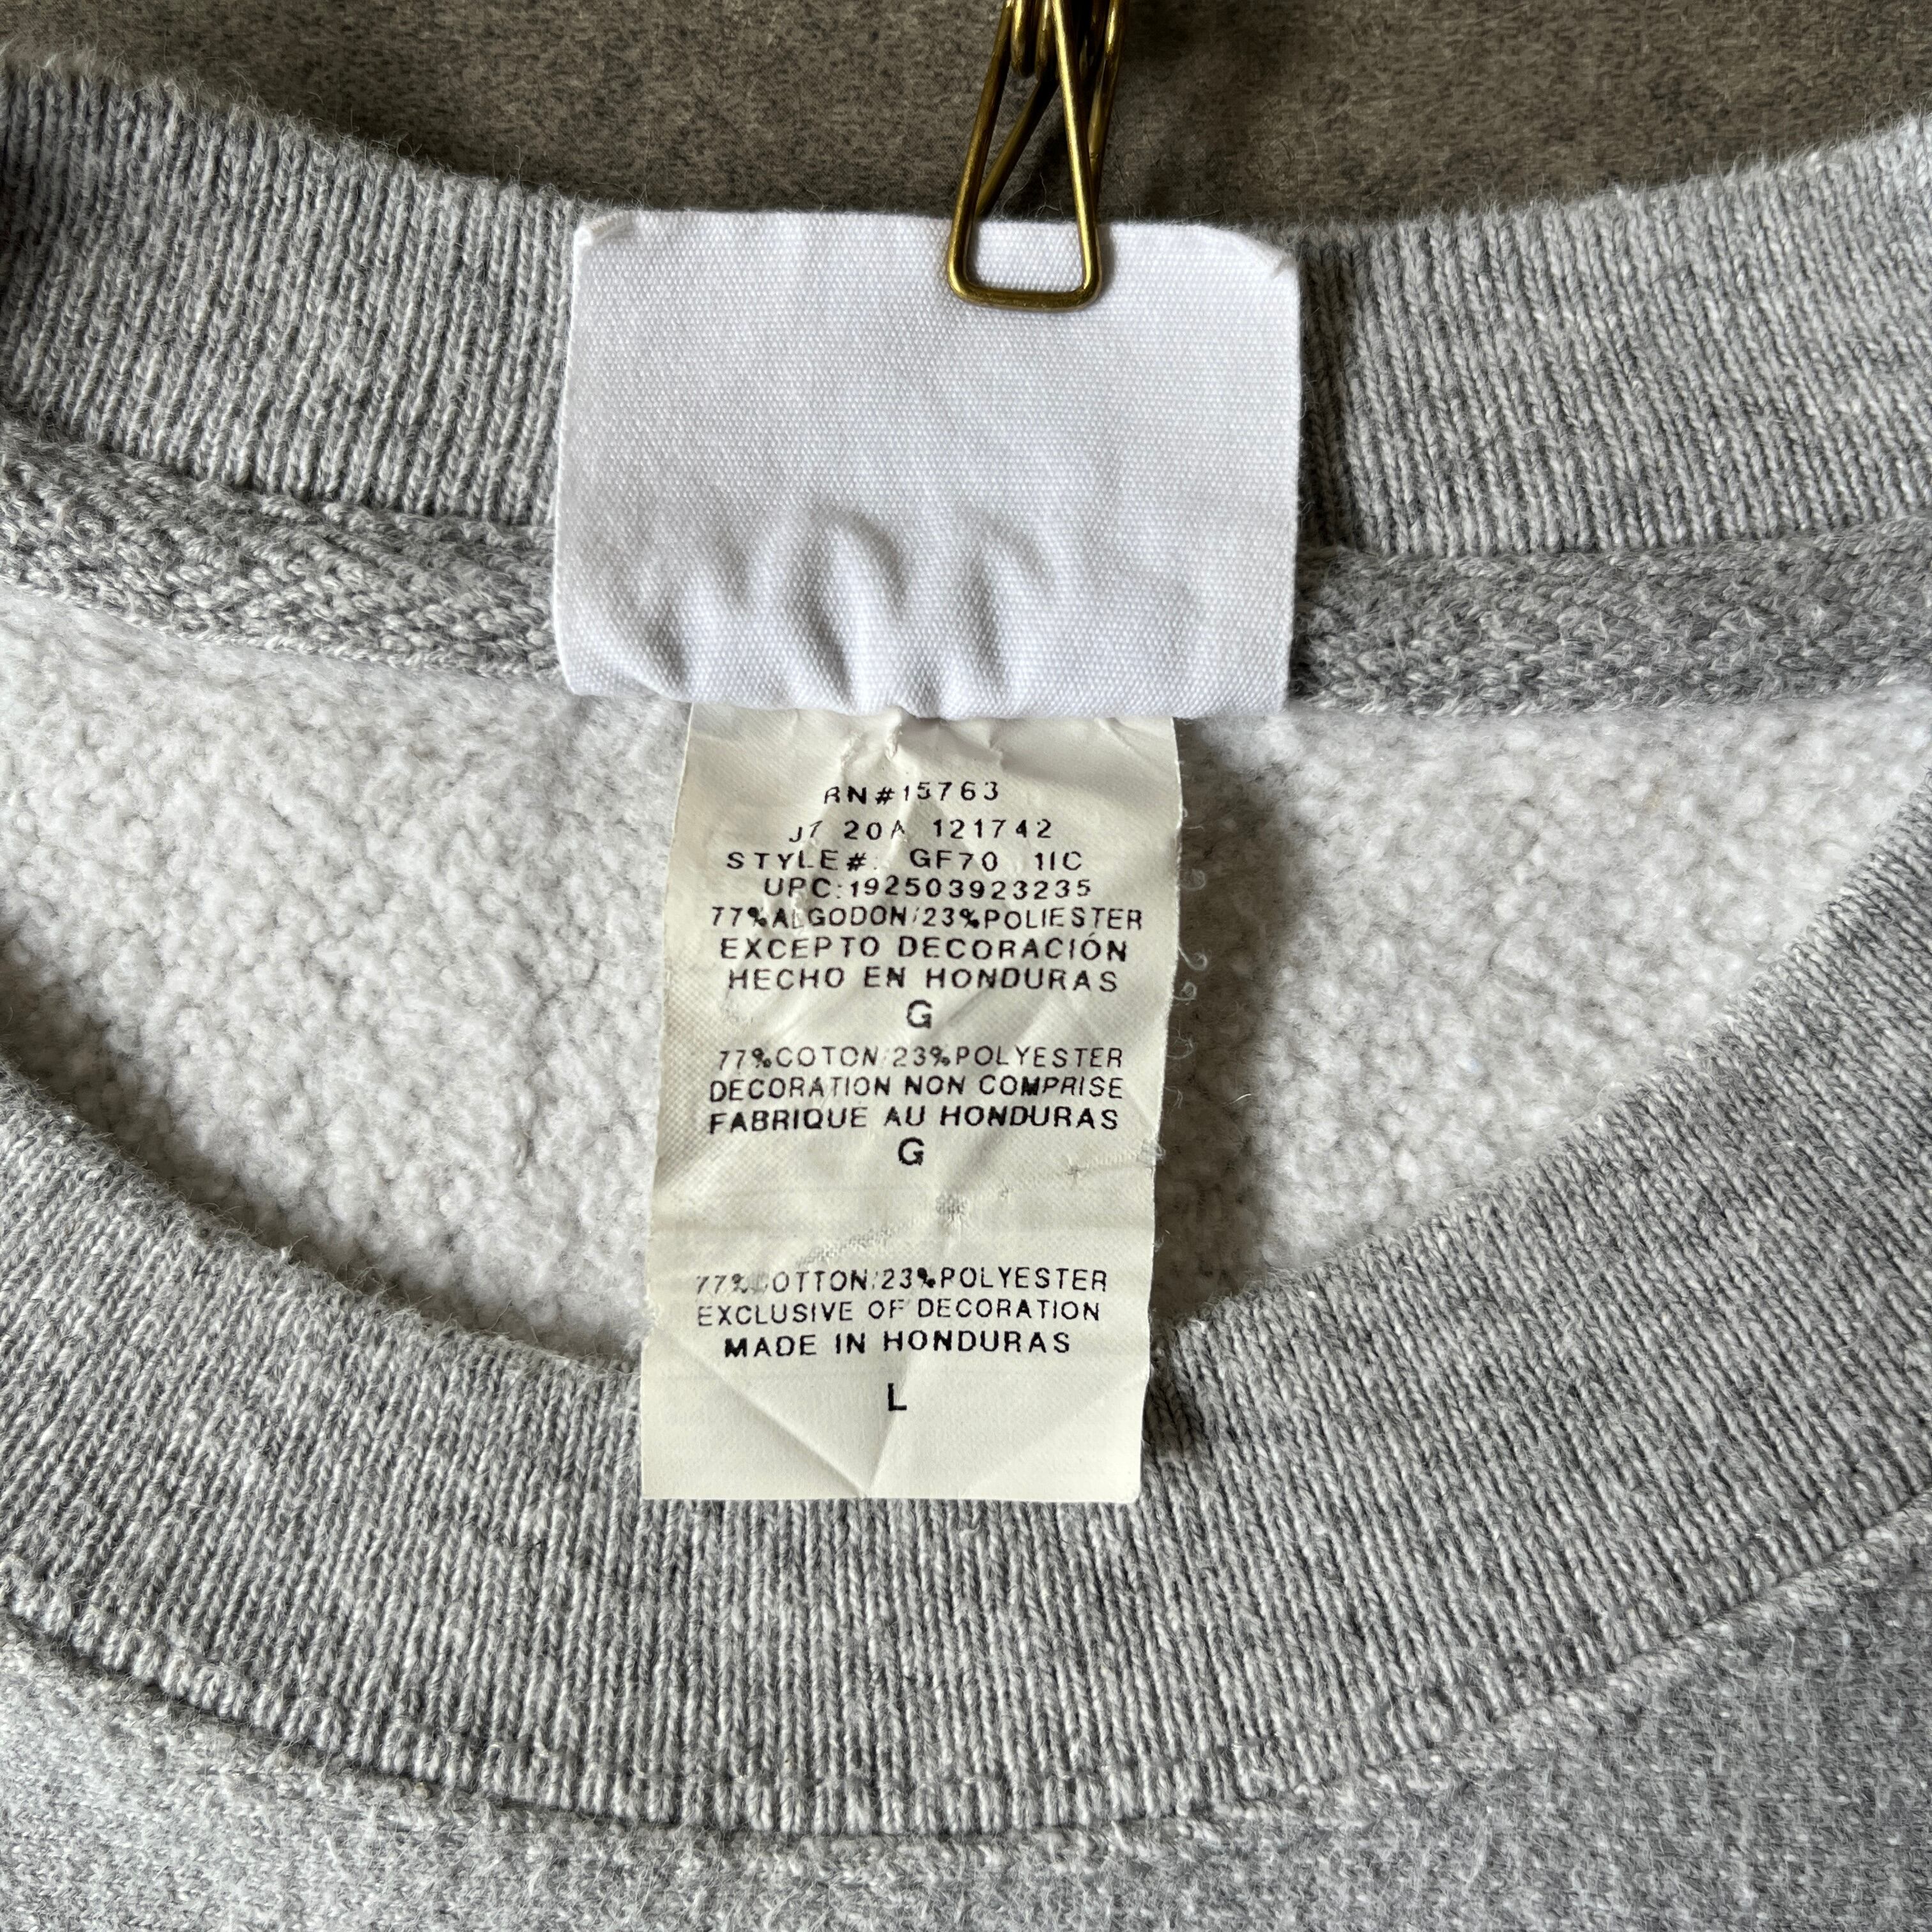 RN#15763
J7 20A 121742
STYLE#: GF70 1IC
UPC:192503923235
77%ALGODON/23%POLIESTER
EXCEPTO DECORACIÓN
HECHO EN HONDURAS
G
77%COTON/23%POLYESTER
DECORATION NON COMPRISE
FABRIQUE AU HONDURAS
G
77%COTTON/23%POLYESTER
EXCLUSIVE OF DECORATION
MADE IN HONDURAS
L